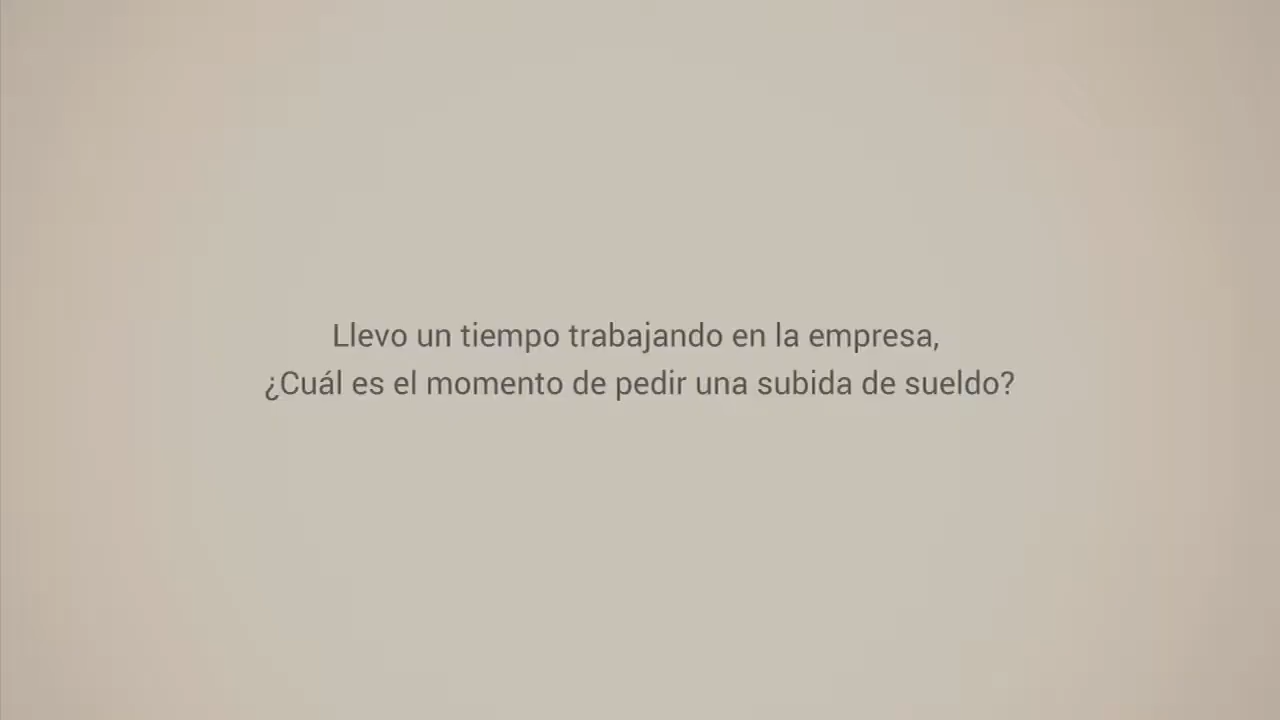 Llevo un tiempo trabajando en la empresa,
¿Cuál es el momento de pedir una subida de sueldo?